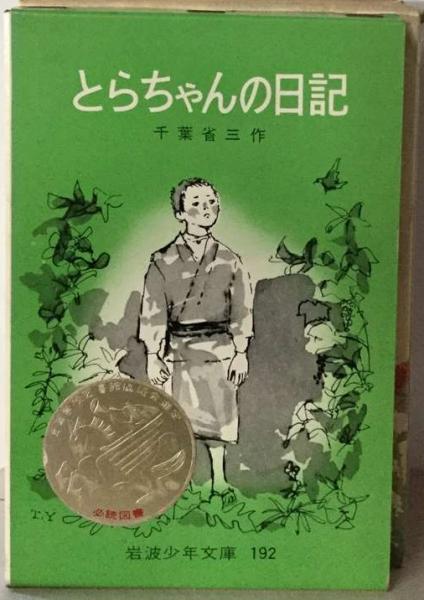 とらちゃんの日記
千葉省三作
必読図書
T.Y
岩波少年文庫 192